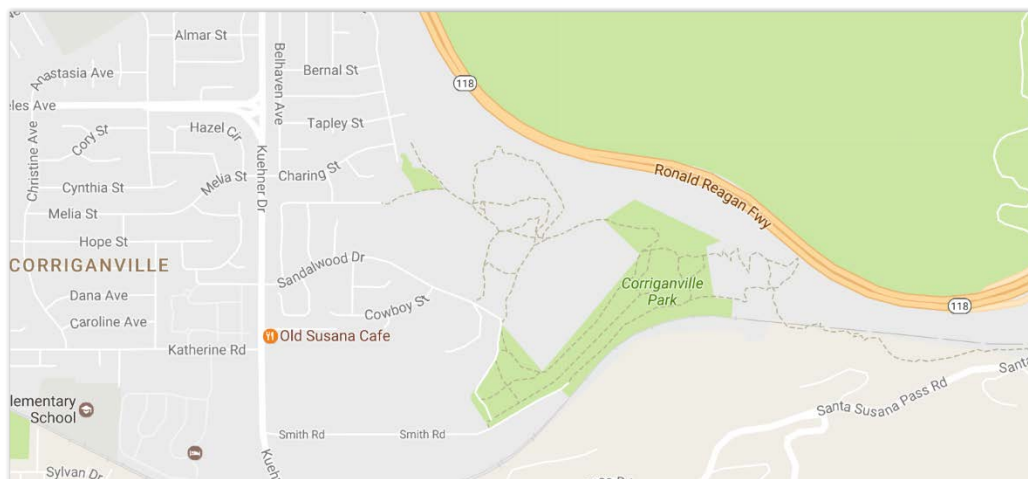 Almar St
Bernal St
Anastasia Ave
118
eles Ave
Belhaven Ave
Cory St
Hazel Cir
Tapley St
Christine Ave
Kuehner Dr
Charing St
Ronald Reagan Fwy
Cynthia St
Melia St
Melia St
Hope St
CORRIGANVILLE
Sandalwood Dr
Corriganville
Park
Dana Ave
Cowboy St
118
Caroline Ave
Old Susana Cafe
Katherine Rd
Santa
lementary
School
Santa Susana Pass Rd
Smith Rd
Smith Rd
Sylvan Dr